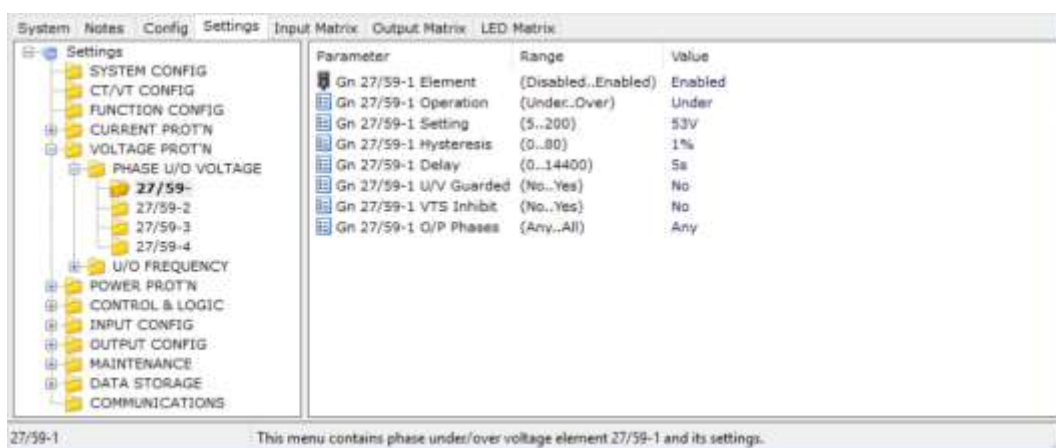 System Notes Config Settings Input Matrix Output Matrix LED Matrix
Settings
SYSTEM CONFIG
CT/VT CONFIG
FUNCTION CONFIG
CURRENT PROT'N
VOLTAGE PROT'N
PHASE U/O VOLTAGE
27/59-
27/59-2
27/59-3
27/59-4
U/O FREQUENCY
POWER PROT'N
CONTROL & LOGIC
INPUT CONFIG
OUTPUT CONFIG
MAINTENANCE
DATA STORAGE
COMMUNICATIONS
Parameter Range Value
Gn 27/59-1 Element (Disabled..Enabled) Enabled
Gn 27/59-1 Operation (Under..Over) Under
Gn 27/59-1 Setting (5..200) 53V
Gn 27/59-1 Hysteresis (0..80) 1%
Gn 27/59-1 Delay (0..14400) 5s
Gn 27/59-1 U/V Guarded (No..Yes) No
Gn 27/59-1 VTS Inhibit (No..Yes) No
Gn 27/59-1 O/P Phases (Any..All) Any
27/59-1 This menu contains phase under/over voltage element 27/59-1 and its settings.